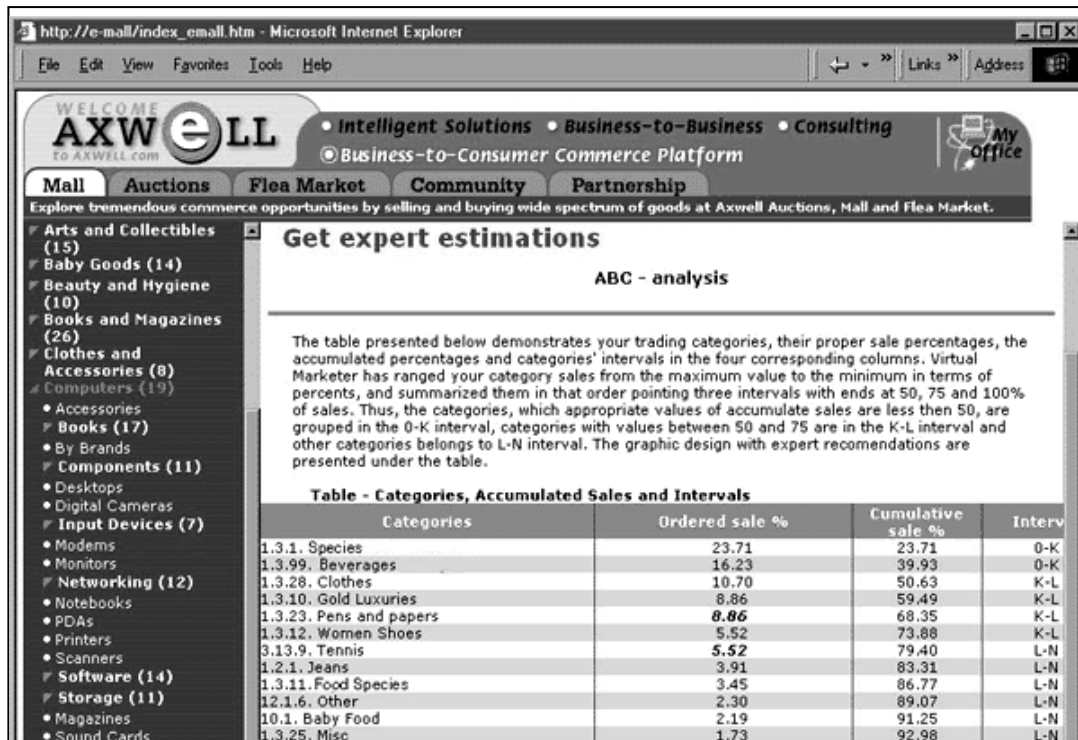 http://e-mall/index_emall.htm - Microsoft Internet Explorer
File Edit View Favorites Tools Help
» Links » Address
WELCOME
AXWeLL
to AXWELL.com
• Intelligent Solutions • Business-to-Business • Consulting
Business-to-Consumer Commerce Platform
My Office
Mall Auctions Flea Market Community Partnership
Explore tremendous commerce opportunities by selling and buying wide spectrum of goods at Axwell Auctions, Mall and Flea Market.
Arts and Collectibles
(15)
Baby Goods (14)
Beauty and Hygiene
(10)
Books and Magazines
(26)
Clothes and
Accessories (8)
Computers (19)
• Accessories
Books (17)
• By Brands
Components (11)
• Desktops
• Digital Cameras
Input Devices (7)
• Modems
• Monitors
Networking (12)
• Notebooks
• PDAs
• Printers
• Scanners
Software (14)
Storage (11)
• Magazines
• Sound Cards
Get expert estimations
ABC - analysis
The table presented below demonstrates your trading categories, their proper sale percentages, the
accumulated percentages and categories' intervals in the four corresponding columns. Virtual
Marketer has ranged your category sales from the maximum value to the minimum in terms of
percents, and summarized them in that order pointing three intervals with ends at 50, 75 and 100%
of sales. Thus, the categories, which appropriate values of accumulate sales are less then 50, are
grouped in the 0-K interval, categories with values between 50 and 75 are in the K-L interval and
other categories belongs to L-N interval. The graphic design with expert recomendations are
presented under the table.
Table - Categories, Accumulated Sales and Intervals
Categories Ordered sale % Cumulative sale % Interv
1.3.1. Species 23.71 23.71 0-K
1.3.99. Beverages 16.23 39.93 0-K
1.3.28. Clothes 10.70 50.63 K-L
1.3.10. Gold Luxuries 8.86 59.49 K-L
1.3.23. Pens and papers 8.86 68.35 K-L
1.3.12. Women Shoes 5.52 73.88 K-L
3.13.9. Tennis 5.52 79.40 L-N
1.2.1. Jeans 3.91 83.31 L-N
1.3.11. Food Species 3.45 86.77 L-N
12.1.6. Other 2.30 89.07 L-N
10.1. Baby Food 2.19 91.25 L-N
1.3.25. Misc 1.73 92.98 L-N